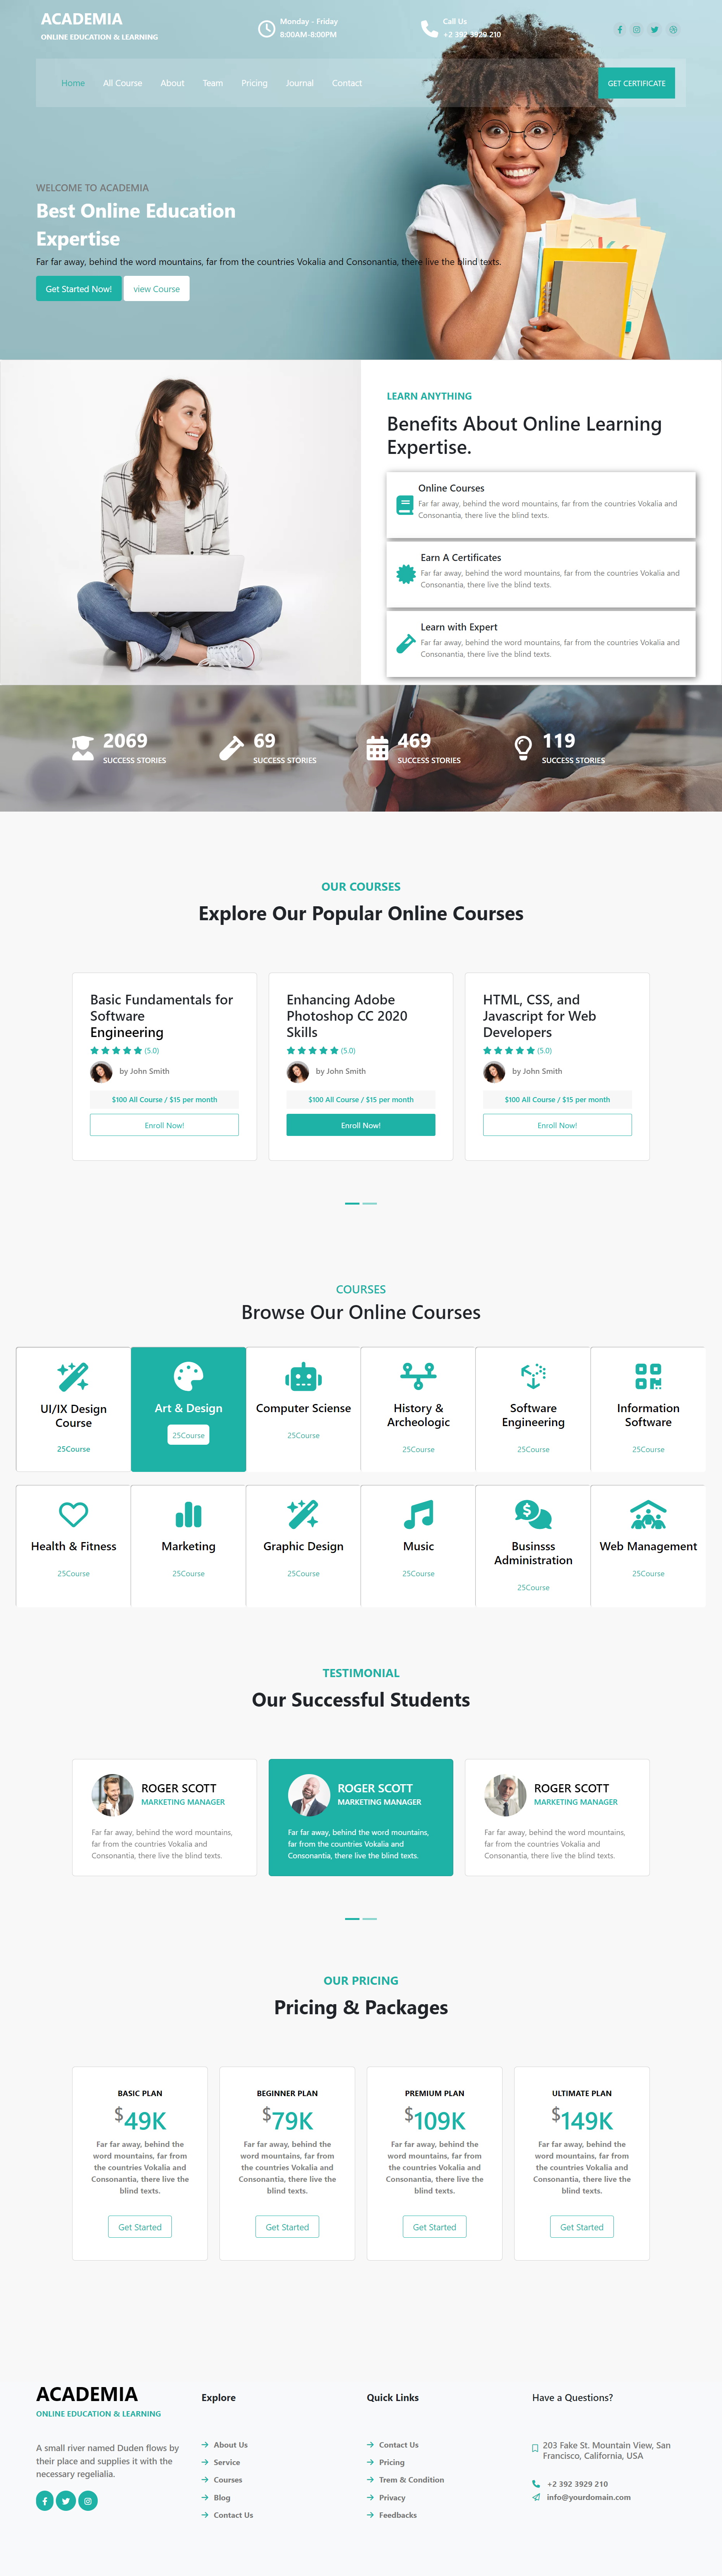 ACADEMIA
ONLINE EDUCATION & LEARNING
Monday - Friday
8:00AM-8:00PM
Call Us
+2 392 3929 210
Home All Course About Team Pricing Journal Contact
GET CERTIFICATE
WELCOME TO ACADEMIA
Best Online Education
Expertise
Far far away, behind the word mountains, far from the countries Vokalia and Consonantia, there live the blind texts.
Get Started Now! view Course
LEARN ANYTHING
Benefits About Online Learning
Expertise.
Online Courses
Far far away, behind the word mountains, far from the countries Vokalia and
Consonantia, there live the blind texts.
Earn A Certificates
Far far away, behind the word mountains, far from the countries Vokalia and
Consonantia, there live the blind texts.
Learn with Expert
Far far away, behind the word mountains, far from the countries Vokalia and
Consonantia, there live the blind texts.
2069
SUCCESS STORIES
69
SUCCESS STORIES
469
SUCCESS STORIES
119
SUCCESS STORIES
OUR COURSES
Explore Our Popular Online Courses
Basic Fundamentals for
Software
Engineering
(5.0)
by John Smith
$100 All Course / $15 per month
Enroll Now!
Enhancing Adobe
Photoshop CC 2020
Skills
(5.0)
by John Smith
$100 All Course / $15 per month
Enroll Now!
HTML, CSS, and
Javascript for Web
Developers
(5.0)
by John Smith
$100 All Course / $15 per month
Enroll Now!
COURSES
Browse Our Online Courses
UI/IX Design
Course
25Course
Art & Design
25Course
Computer Sciense
25Course
History &
Archeologic
25Course
Software
Engineering
25Course
Information
Software
25Course
Health & Fitness
25Course
Marketing
25Course
Graphic Design
25Course
Music
25Course
Businsss
Administration
25Course
Web Management
25Course
TESTIMONIAL
Our Successful Students
ROGER SCOTT
MARKETING MANAGER
Far far away, behind the word mountains,
far from the countries Vokalia and
Consonantia, there live the blind texts.
ROGER SCOTT
MARKETING MANAGER
Far far away, behind the word mountains,
far from the countries Vokalia and
Consonantia, there live the blind texts.
ROGER SCOTT
MARKETING MANAGER
Far far away, behind the word mountains,
far from the countries Vokalia and
Consonantia, there live the blind texts.
OUR PRICING
Pricing & Packages
BASIC PLAN
$49K
Far far away, behind the
word mountains, far from
the countries Vokalia and
Consonantia, there live the
blind texts.
Get Started
BEGINNER PLAN
$79K
Far far away, behind the
word mountains, far from
the countries Vokalia and
Consonantia, there live the
blind texts.
Get Started
PREMIUM PLAN
$109K
Far far away, behind the
word mountains, far from
the countries Vokalia and
Consonantia, there live the
blind texts.
Get Started
ULTIMATE PLAN
$149K
Far far away, behind the
word mountains, far from
the countries Vokalia and
Consonantia, there live the
blind texts.
Get Started
ACADEMIA
ONLINE EDUCATION & LEARNING
A small river named Duden flows by
their place and supplies it with the
necessary regelialia.
Explore
About Us
Service
Courses
Blog
Contact Us
Quick Links
Contact Us
Pricing
Trem & Condition
Privacy
Feedbacks
Have a Questions?
203 Fake St. Mountain View, San
Francisco, California, USA
+2 392 3929 210
info@yourdomain.com